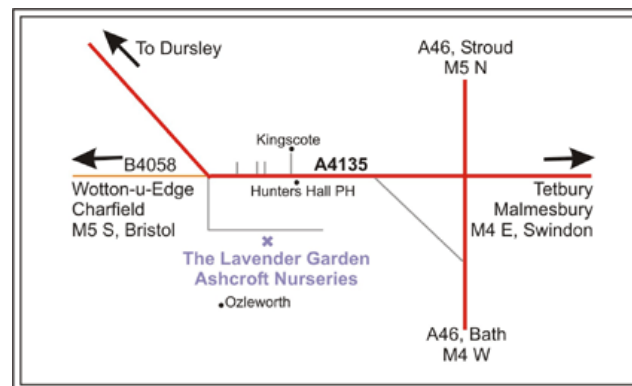 To Dursley
A46, Stroud
M5 N
Kingscote
B4058
A4135
Hunters Hall PH
Wotton-u-Edge
Charfield
M5 S, Bristol
Tetbury
Malmesbury
M4 E, Swindon
The Lavender Garden
Ashcroft Nurseries
Ozleworth
A46, Bath
M4 W